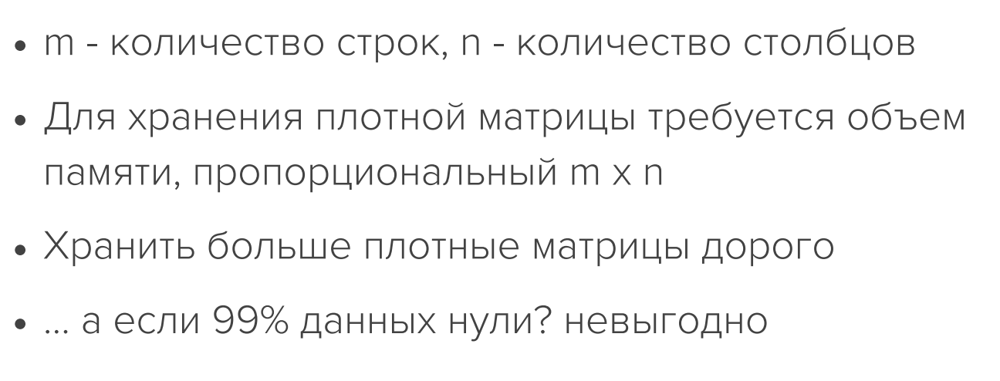 • m - количество строк, n - количество столбцов
• Для хранения плотной матрицы требуется объем
памяти, пропорциональный m x n
• Хранить больше плотные матрицы дорого
• ... а если 99% данных нули? невыгодно